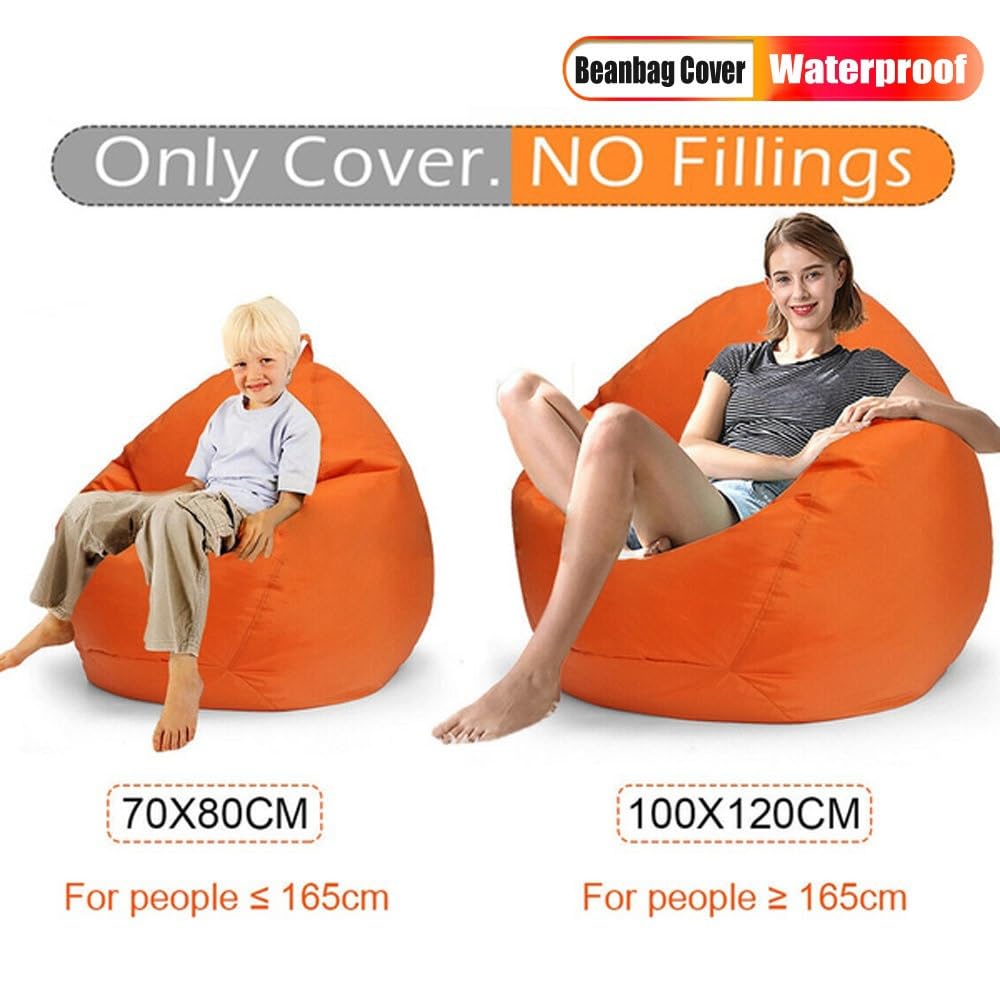 Beanbag Cover Waterproof
Only Cover. NO Fillings
70X80CM
100X120CM
For people ≤ 165cm
For people ≥ 165cm